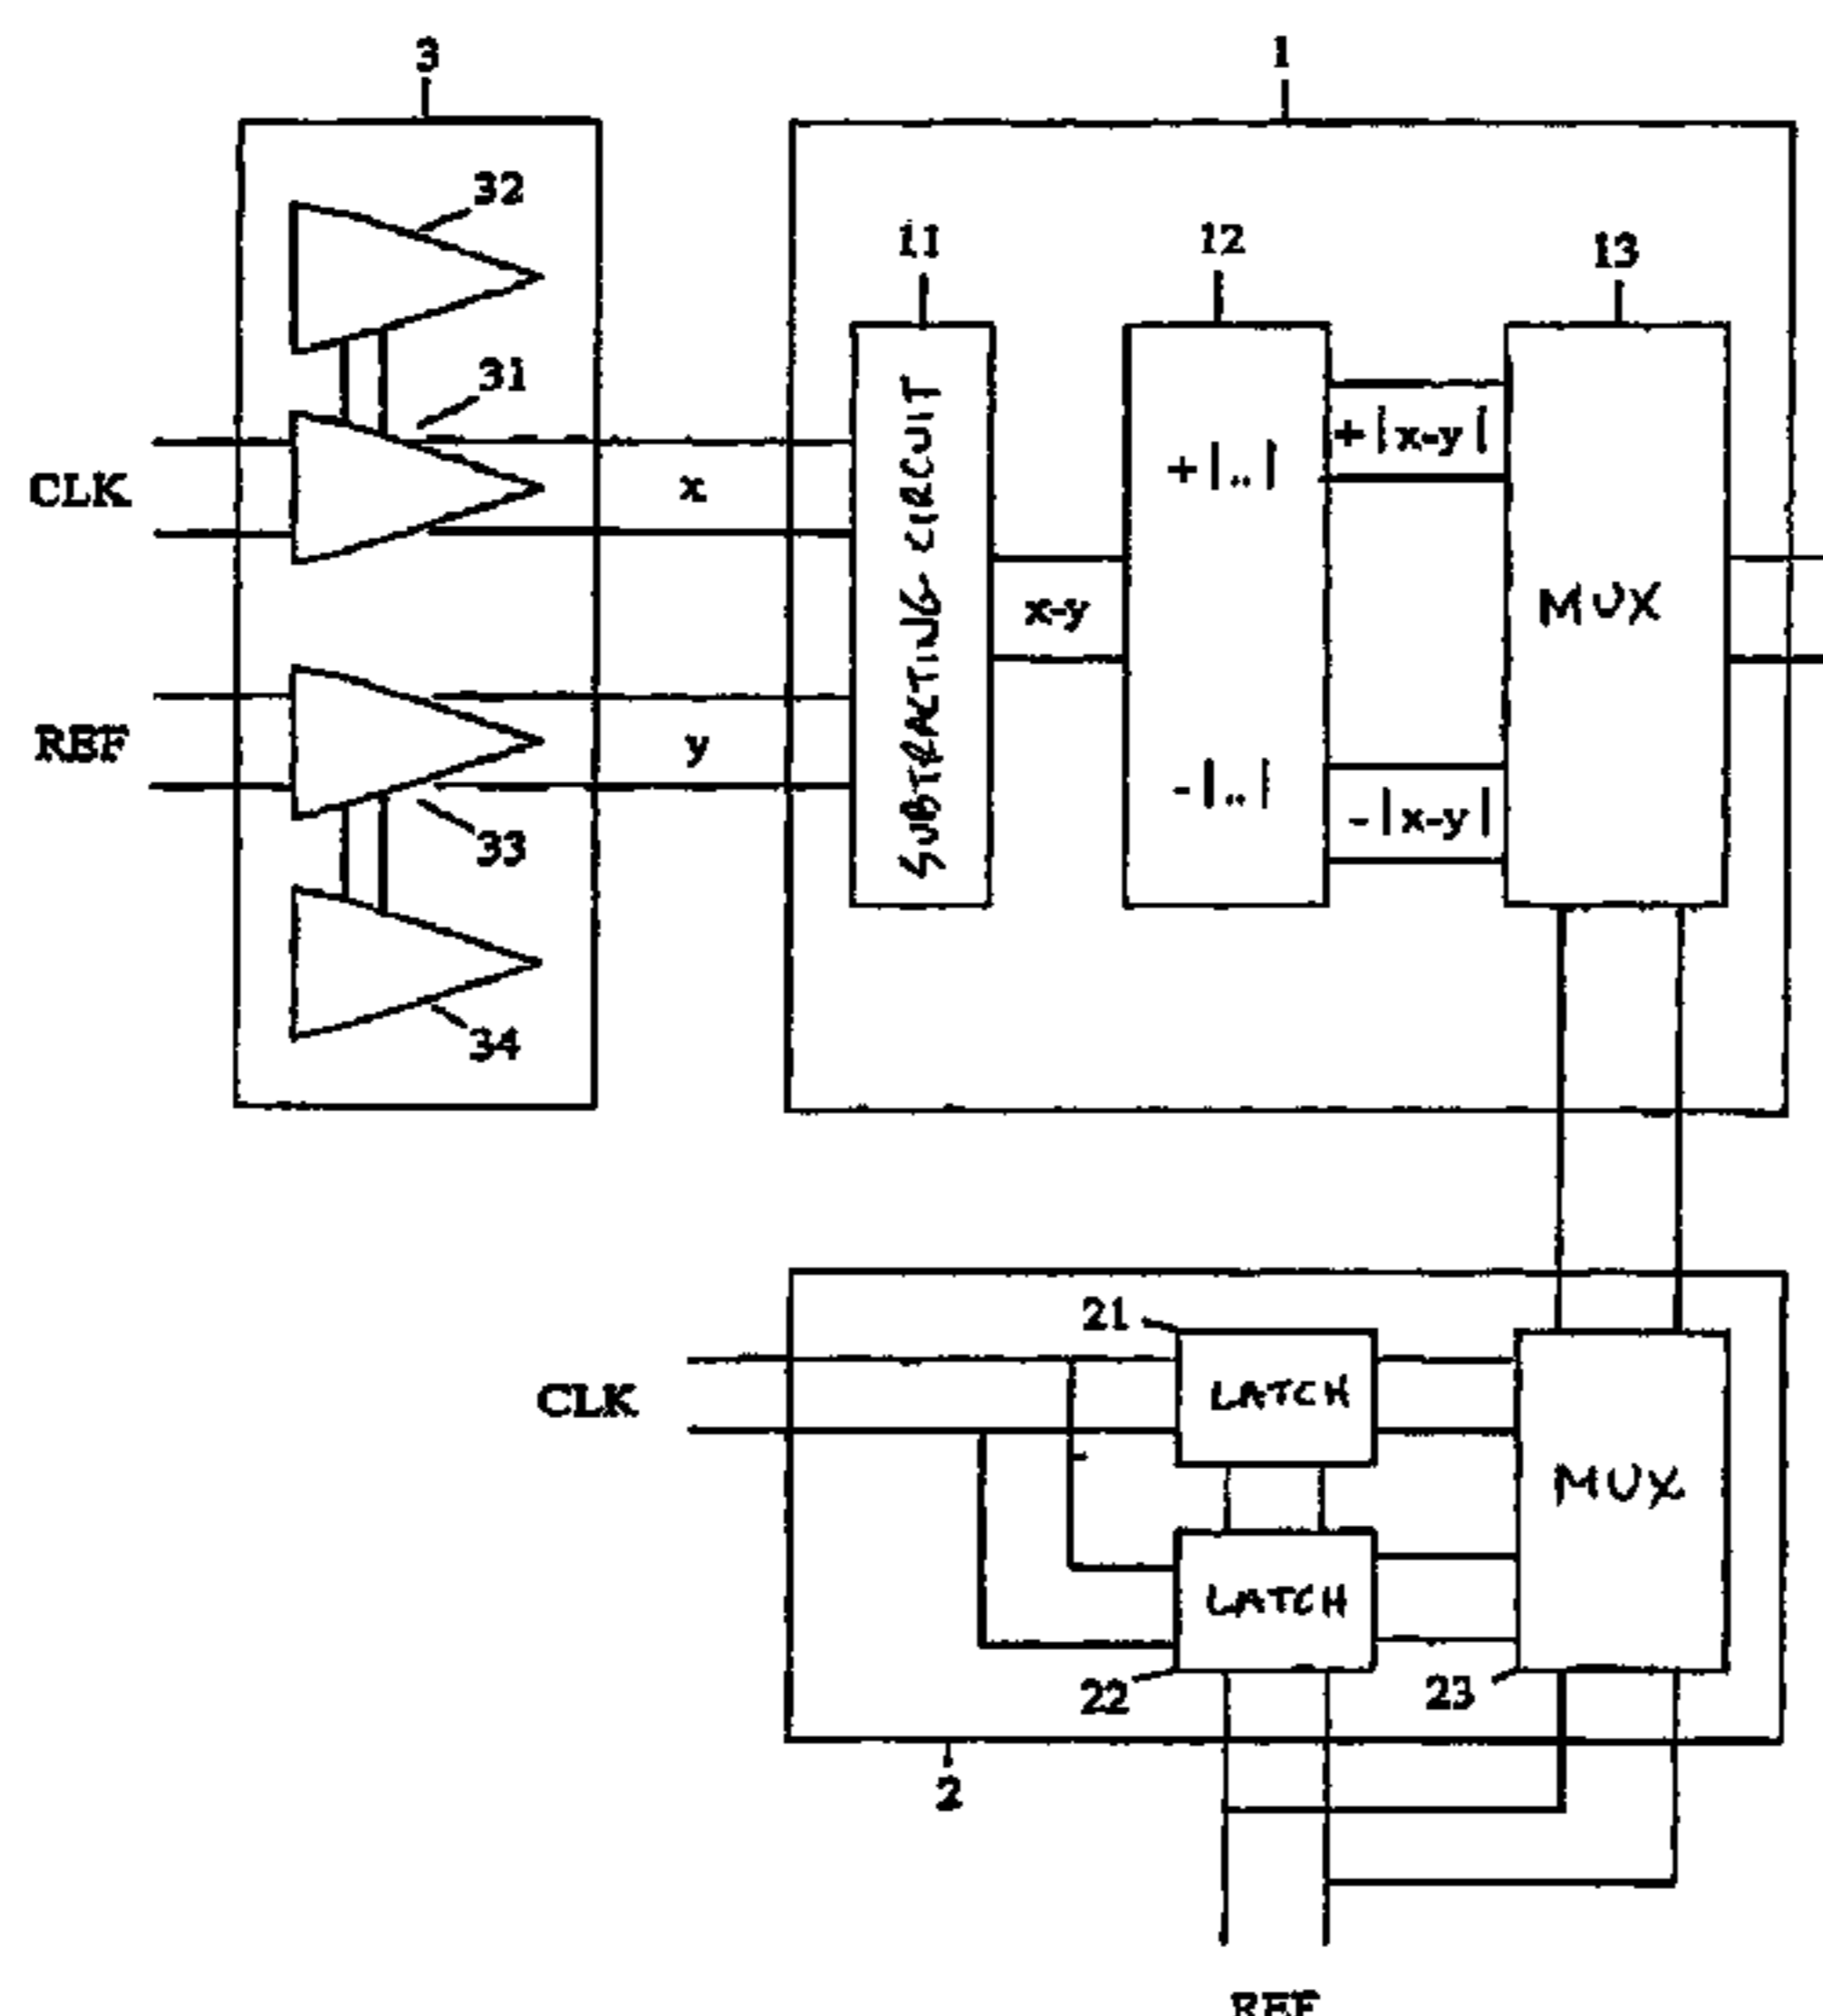 3
1
32
11
12
13
31
SUBTRACTING CIRCUIT
+|x-y|
+|..|
CLK
x
x-y
MUX
REF
y
-|..|
-|x-y|
33
34
21
LATCH
CLK
MUX
LATCH
22
23
2
REF